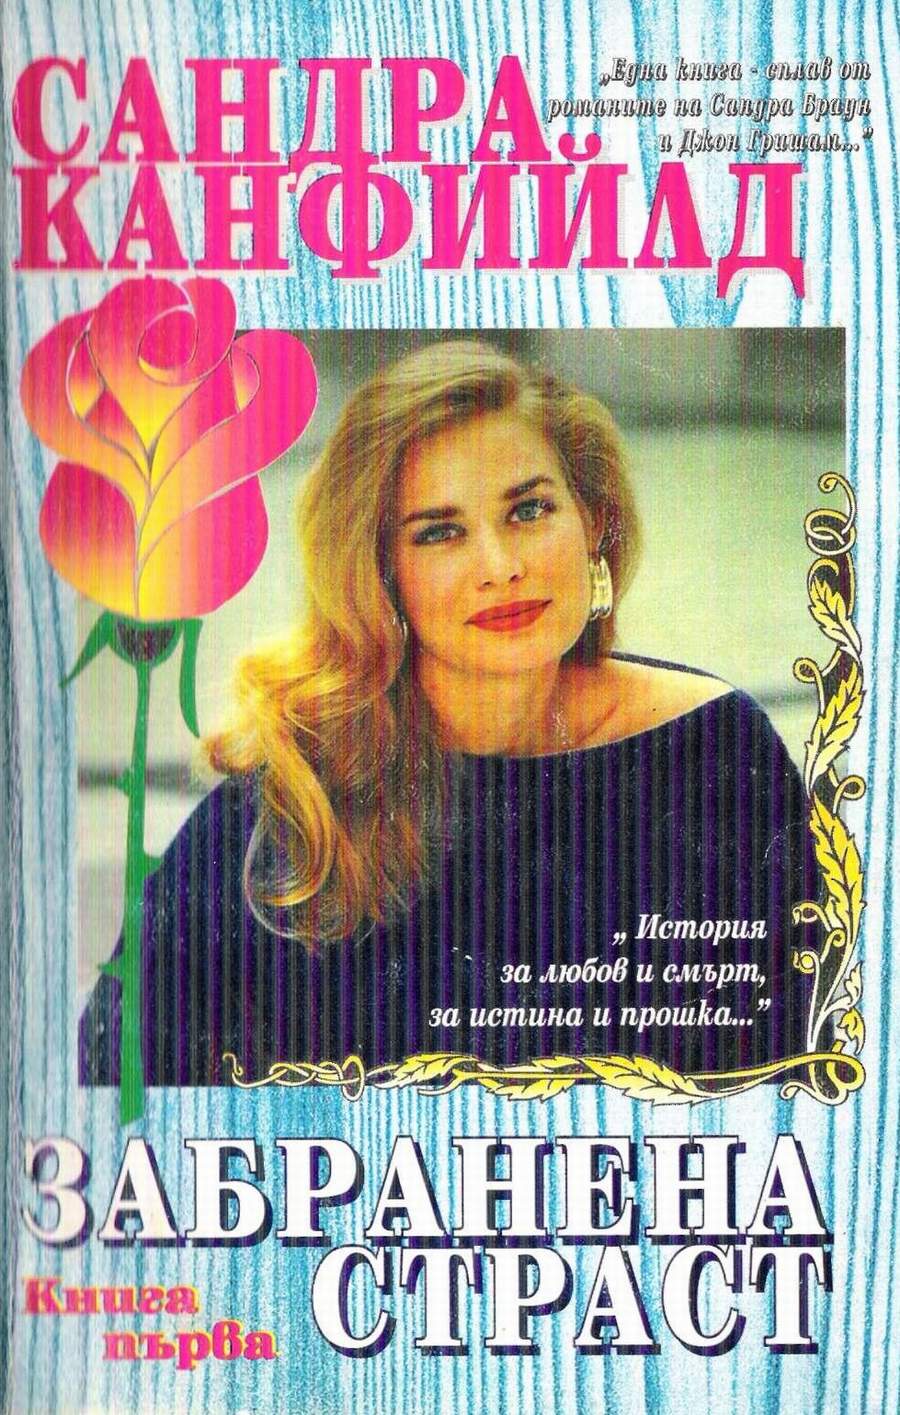 САНДРА
КАНФИЙЛД
„Една книга - сплав от
романите на Сандра Браун
и Джон Гришам...”
„ История
за любов и смърт,
за истина и прошка...”
ЗАБРАНЕНА
СТРАСТ
Книга
първа